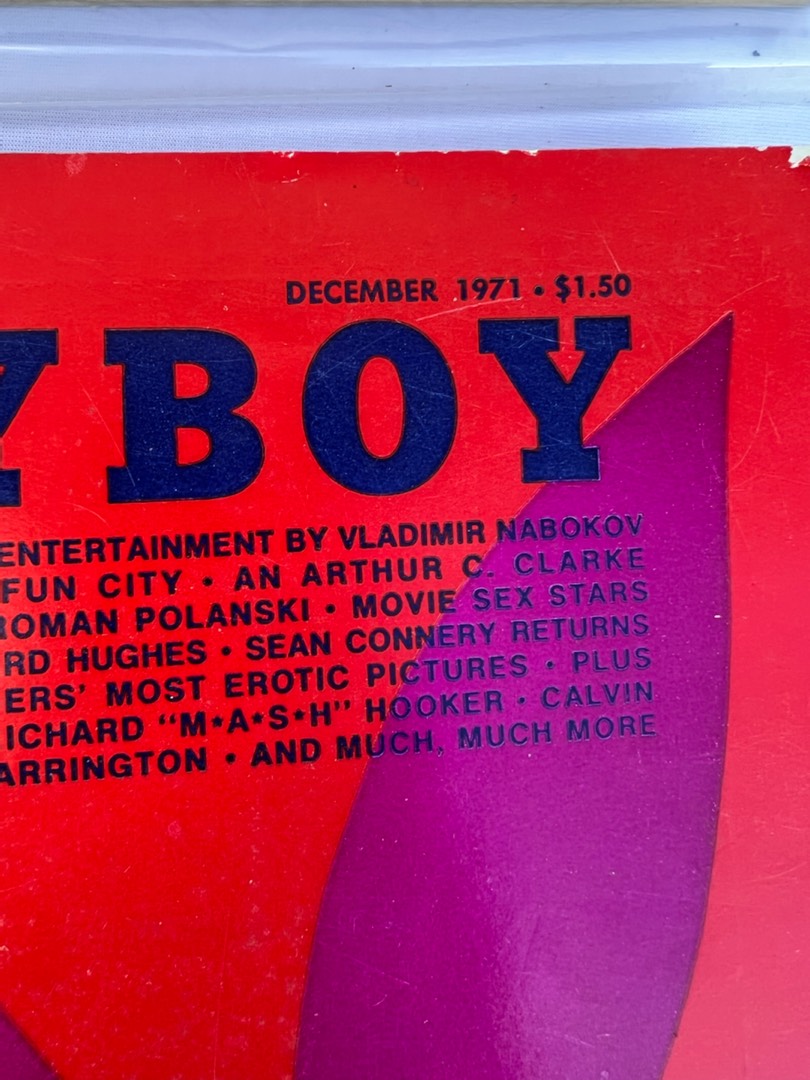 DECEMBER 1971 • $1.50
YBOY
ENTERTAINMENT BY VLADIMIR NABOKOV
FUN CITY • AN ARTHUR C. CLARKE
ROMAN POLANSKI • MOVIE SEX STARS
RD HUGHES • SEAN CONNERY RETURNS
ERS' MOST EROTIC PICTURES • PLUS
ICHARD "M★A★S★H" HOOKER • CALVIN
ARRINGTON • AND MUCH, MUCH MORE